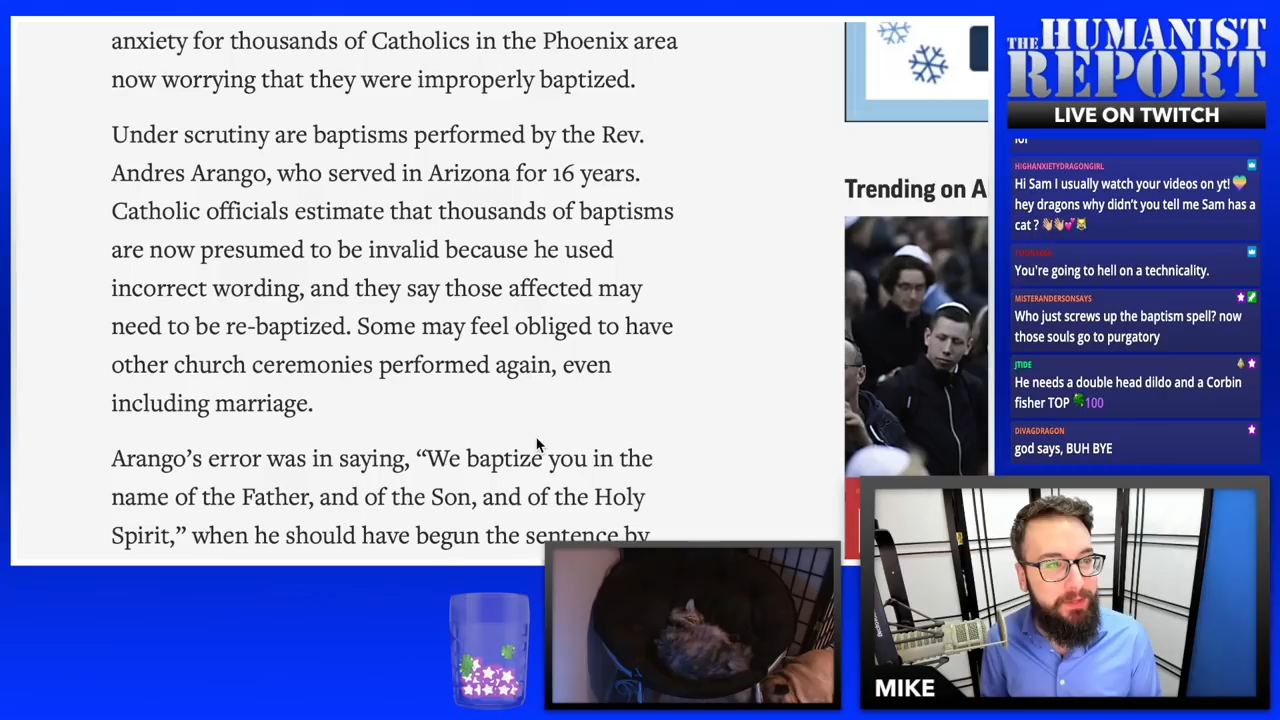 anxiety for thousands of Catholics in the Phoenix area
now worrying that they were improperly baptized.
Under scrutiny are baptisms performed by the Rev.
Andres Arango, who served in Arizona for 16 years.
Catholic officials estimate that thousands of baptisms
are now presumed to be invalid because he used
incorrect wording, and they say those affected may
need to be re-baptized. Some may feel obliged to have
other church ceremonies performed again, even
including marriage.
Arango’s error was in saying, “We baptize you in the
name of the Father, and of the Son, and of the Holy
Spirit,” when he should have begun the sentence by
Trending on A
THE HUMANIST
REPORT
LIVE ON TWITCH
lol
HIGHANXIETYDRAGONGIRL
Hi Sam I usually watch your videos on yt!
hey dragons why didn’t you tell me Sam has a
cat ?
You're going to hell on a technicality.
MISTERANDERSONSAYS
Who just screws up the baptism spell? now
those souls go to purgatory
JTIDE
He needs a double head dildo and a Corbin
fisher TOP 100
DIVAGDRAGON
god says, BUH BYE
MIKE